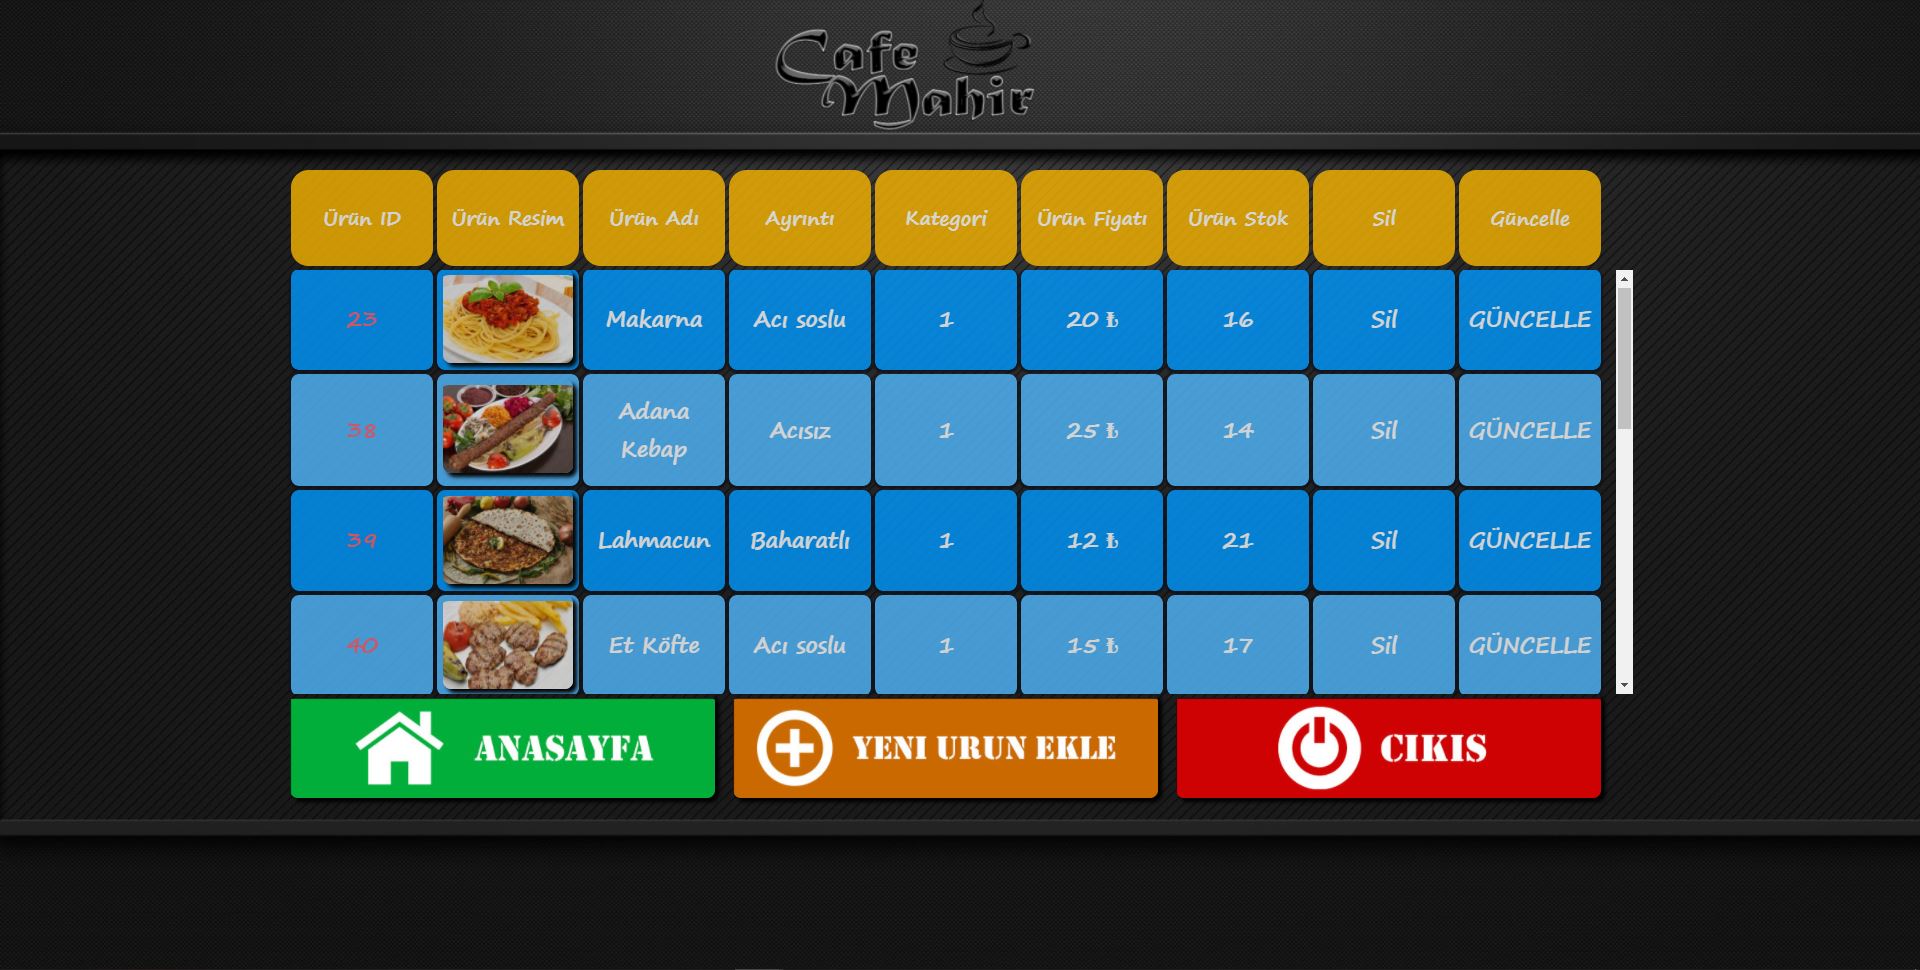 Cafe
Mahir
Ürün ID Ürün Resim Ürün Adı Ayrıntı Kategori Ürün Fiyatı Ürün Stok Sil Güncelle
23 Makarna Acı soslu 1 20 ₺ 16 Sil GÜNCELLE
38 Adana Kebap Acısız 1 25 ₺ 14 Sil GÜNCELLE
39 Lahmacun Baharatlı 1 12 ₺ 21 Sil GÜNCELLE
40 Et Köfte Acı soslu 1 15 ₺ 17 Sil GÜNCELLE
ANASAYFA YENI URUN EKLE CIKIS